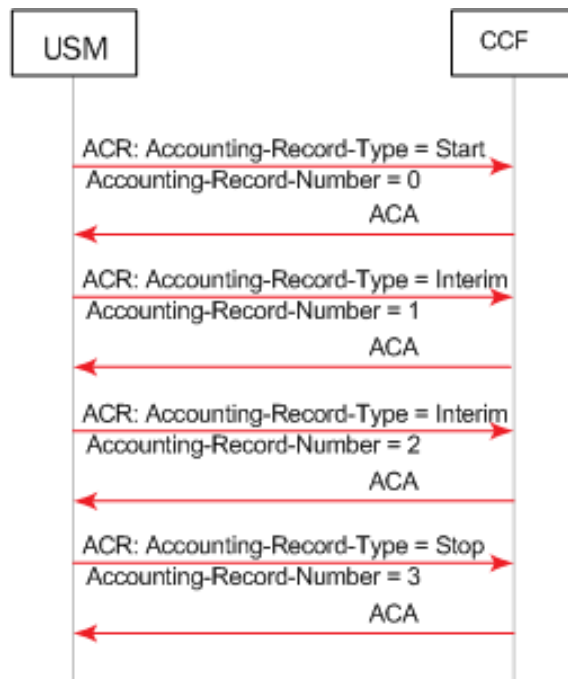 USM
CCF
ACR: Accounting-Record-Type = Start
Accounting-Record-Number = 0
ACA
ACR: Accounting-Record-Type = Interim
Accounting-Record-Number = 1
ACA
ACR: Accounting-Record-Type = Interim
Accounting-Record-Number = 2
ACA
ACR: Accounting-Record-Type = Stop
Accounting-Record-Number = 3
ACA